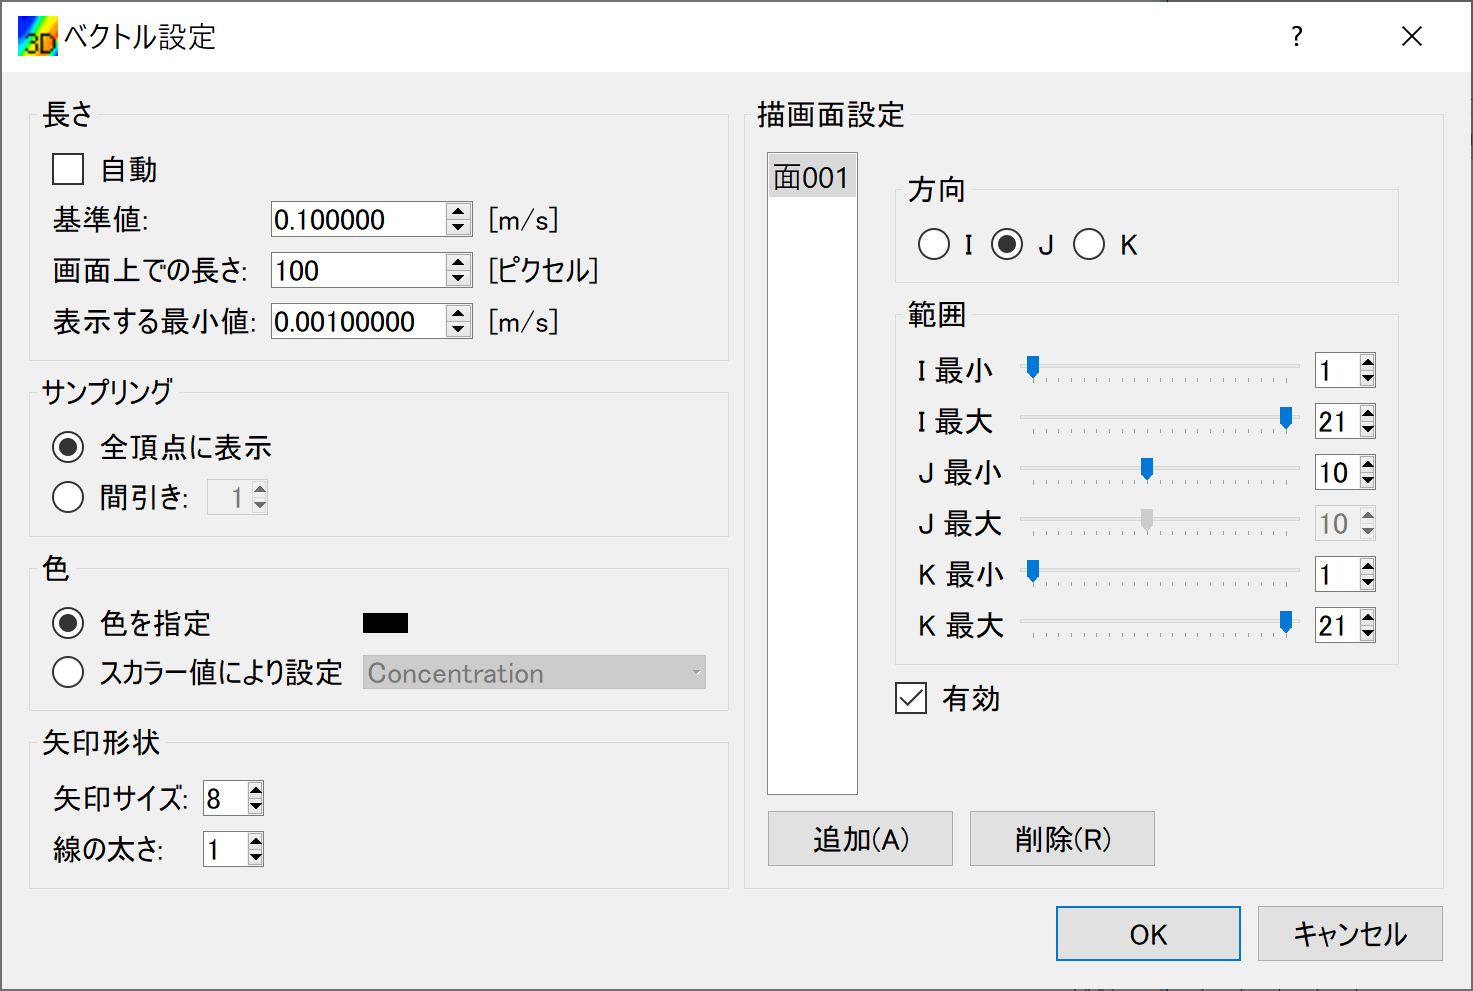 3D ベクトル設定 ?
長さ
自動
基準値: 0.100000 [m/s]
画面上での長さ: 100 [ピクセル]
表示する最小値: 0.00100000 [m/s]
サンプリング
全頂点に表示
間引き: 1
色
色を指定
スカラー値により設定 Concentration
矢印形状
矢印サイズ: 8
線の太さ: 1
描画面設定
面001
方向
I J K
範囲
I 最小 1
I 最大 21
J 最小 10
J 最大 10
K 最小 1
K 最大 21
有効
追加(A) 削除(R)
OK キャンセル